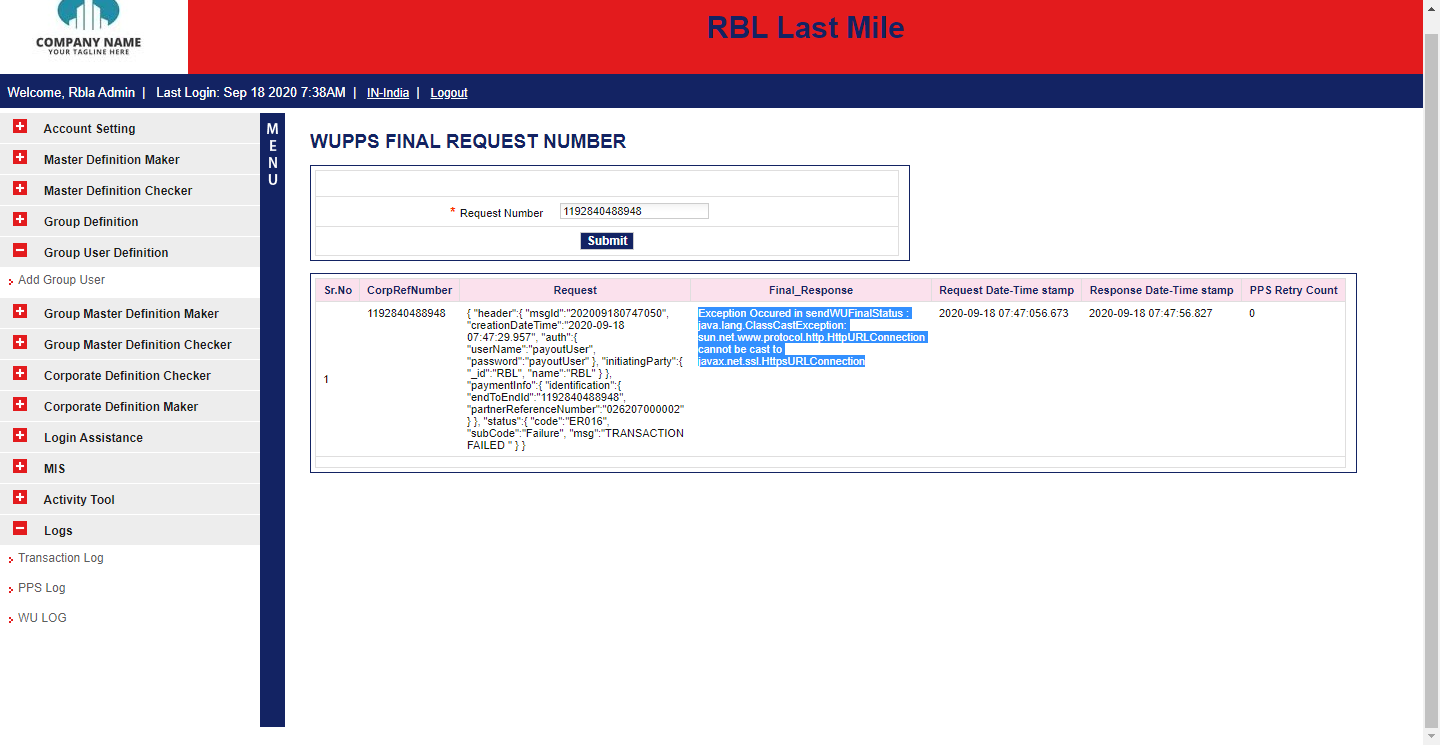 COMPANY NAME
YOUR TAGLINE HERE
RBL Last Mile
Welcome, Rbla Admin | Last Login: Sep 18 2020 7:38AM | IN-India | Logout
Account Setting
Master Definition Maker
Master Definition Checker
Group Definition
Group User Definition
Add Group User
Group Master Definition Maker
Group Master Definition Checker
Corporate Definition Checker
Corporate Definition Maker
Login Assistance
MIS
Activity Tool
Logs
Transaction Log
PPS Log
WU LOG
M
E
N
U
WUPPS FINAL REQUEST NUMBER
* Request Number 1192840488948
Submit
Sr.No CorpRefNumber Request Final_Response Request Date-Time stamp Response Date-Time stamp PPS Retry Count
1
1192840488948
{ "header":{ "msgId":"202009180747050",
"creationDateTime":"2020-09-18
07:47:29.957", "auth":{
"userName":"payoutUser",
"password":"payoutUser" }, "initiatingParty":{
"_id":"RBL", "name":"RBL" } },
"paymentInfo":{ "identification":{
"endToEndId":"1192840488948",
"partnerReferenceNumber":"026207000002"
} }, "status":{ "code":"ER016",
"subCode":"Failure", "msg":"TRANSACTION
FAILED " } }
Exception Occured in sendWUFinalStatus :
java.lang.ClassCastException:
sun.net.www.protocol.http.HttpURLConnection
cannot be cast to
javax.net.ssl.HttpsURLConnection
2020-09-18 07:47:056.673
2020-09-18 07:47:56.827
0